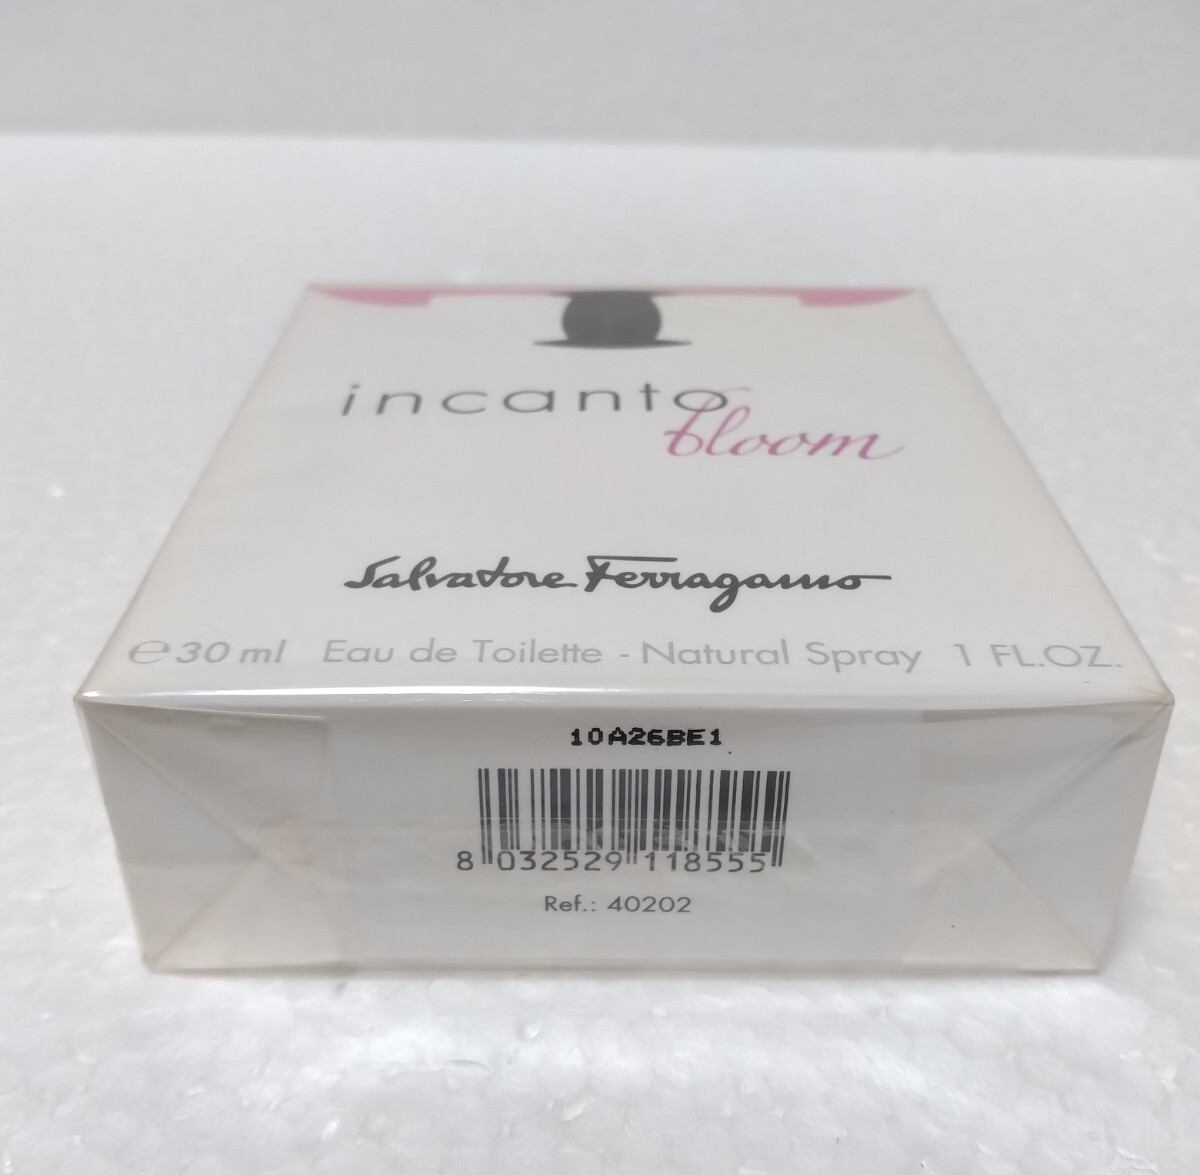 incanto
bloom
Salvatore Ferragamo
℮30 ml Eau de Toilette - Natural Spray 1 FL.OZ.
10A26BE1
8 032529 118555
Ref.: 40202